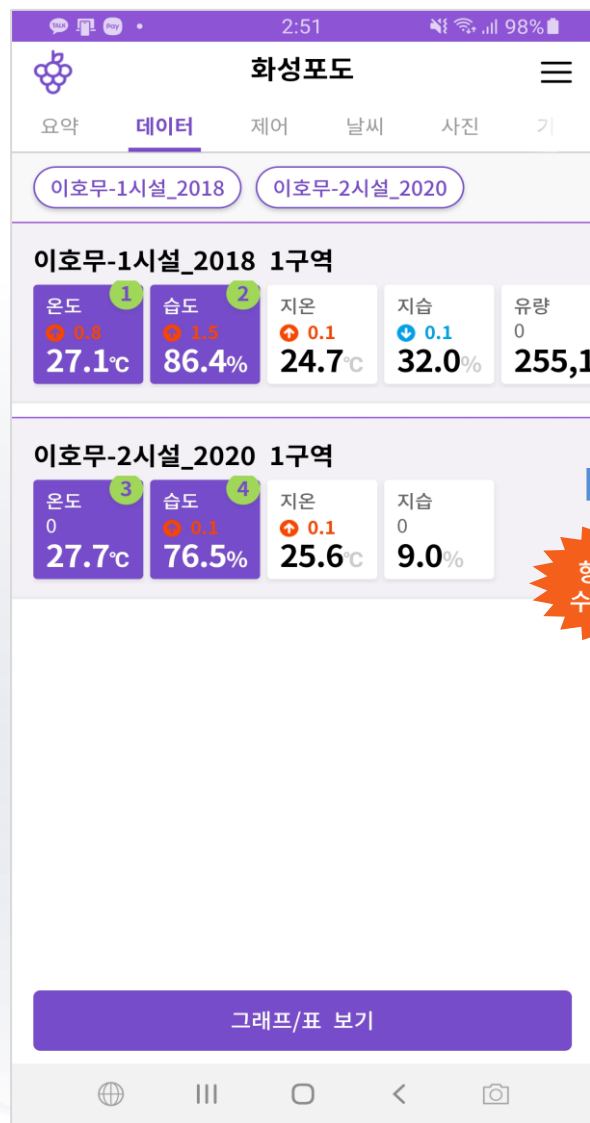 TALK Pay 2:51 98%
화성포도
요약 데이터 제어 날씨 사진
이호무-1시설_2018 이호무-2시설_2020
이호무-1시설_2018 1구역
온도 1 습도 2 지온 지습 유량
0.8 1.5 0.1 0.1 0
27.1℃ 86.4% 24.7℃ 32.0% 255,1
이호무-2시설_2020 1구역
온도 3 습도 4 지온 지습
0 0.1 0.1 0
27.7℃ 76.5% 25.6℃ 9.0%
수
그래프/표 보기